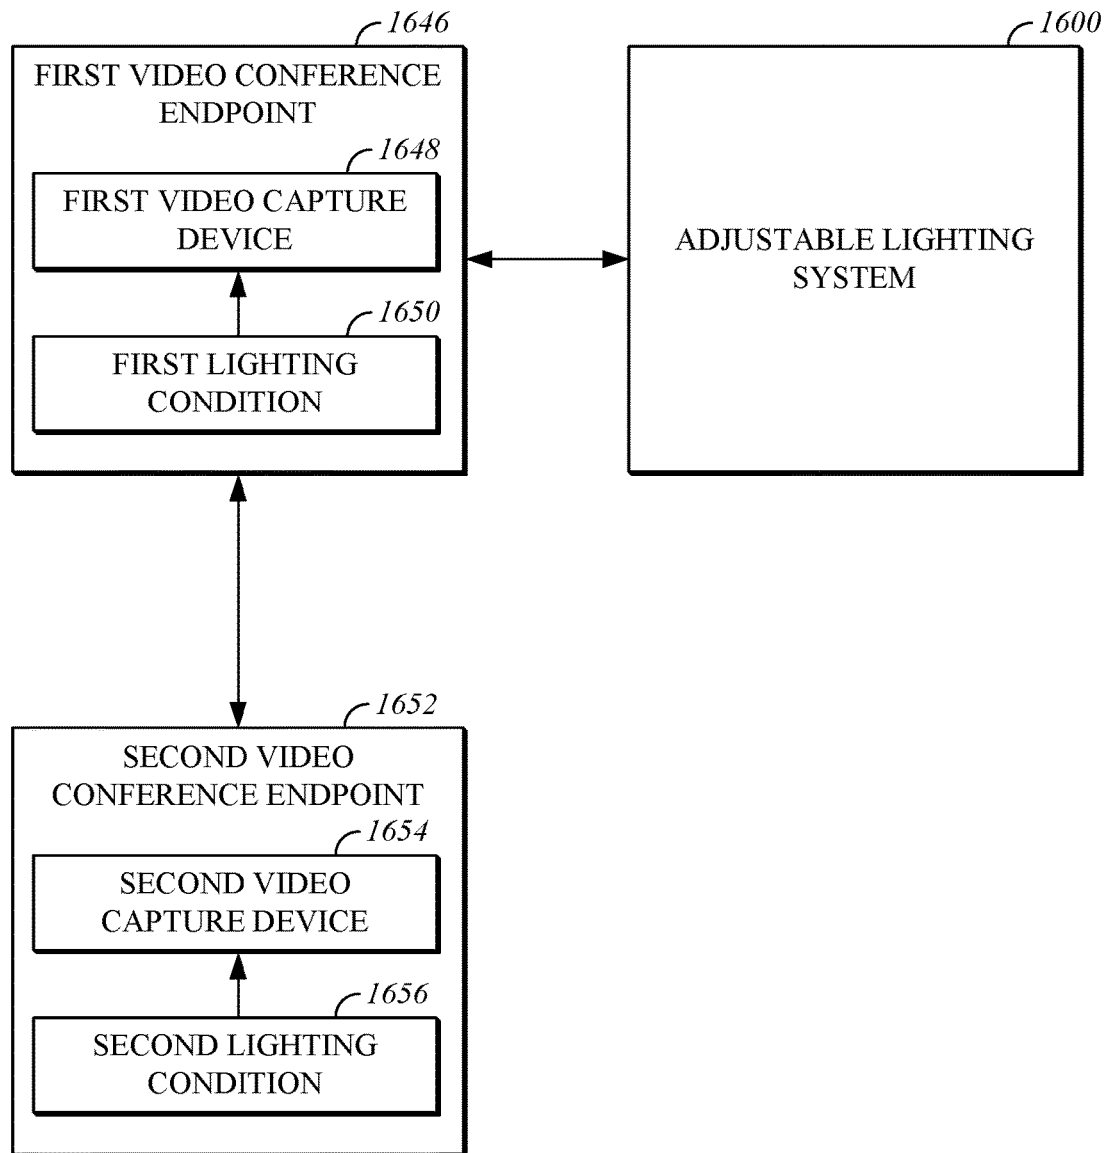 1646
FIRST VIDEO CONFERENCE
ENDPOINT
1648
FIRST VIDEO CAPTURE
DEVICE
1650
FIRST LIGHTING
CONDITION
1600
ADJUSTABLE LIGHTING
SYSTEM
1652
SECOND VIDEO
CONFERENCE ENDPOINT
1654
SECOND VIDEO
CAPTURE DEVICE
1656
SECOND LIGHTING
CONDITION